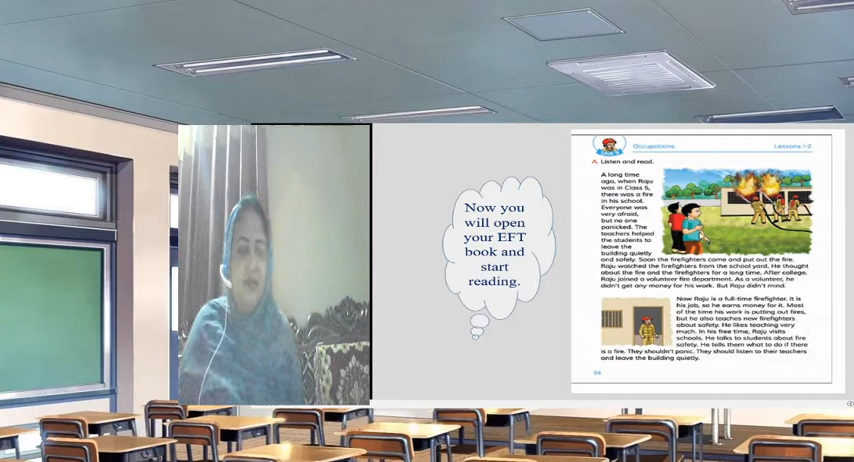 Now you
will open
your EFT
book and
start
reading.
Occupations
Lessons 1-2
A. Listen and read.
A long time
ago, when Raju
was in Class 5,
there was a fire
in his school.
Everyone was
very afraid,
but no one
panicked. The
teachers helped
the students to
leave the
building quietly
and safely. Soon the firefighters came and put out the fire.
Raju watched the firefighters from the school yard. He thought
about the fire and the firefighters for a long time. After college,
Raju joined a volunteer fire department. As a volunteer, he
didn't get any money for his work. But Raju didn't mind.
Now Raju is a full-time firefighter. It is
his job, so he earns money for it. Most
of the time his work is putting out fires,
but he also teaches new firefighters
about safety. He likes teaching very
much. In his free time, Raju visits
schools. He talks to students about fire
safety. He tells them what to do if there
is a fire. They shouldn't panic. They should listen to their teachers
and leave the building quietly.
54